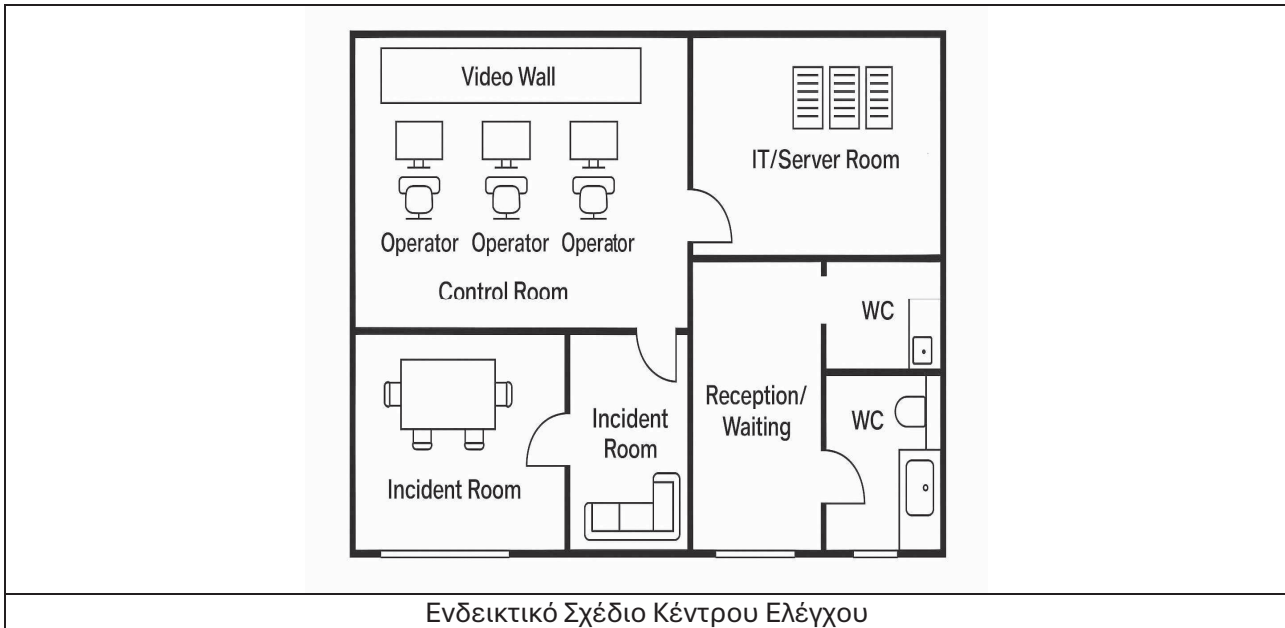 Video Wall
IT/Server Room
Operator Operator Operator
Control Room
WC
Reception/
Waiting
WC
Incident
Room
Incident Room
Ενδεικτικό Σχέδιο Κέντρου Ελέγχου